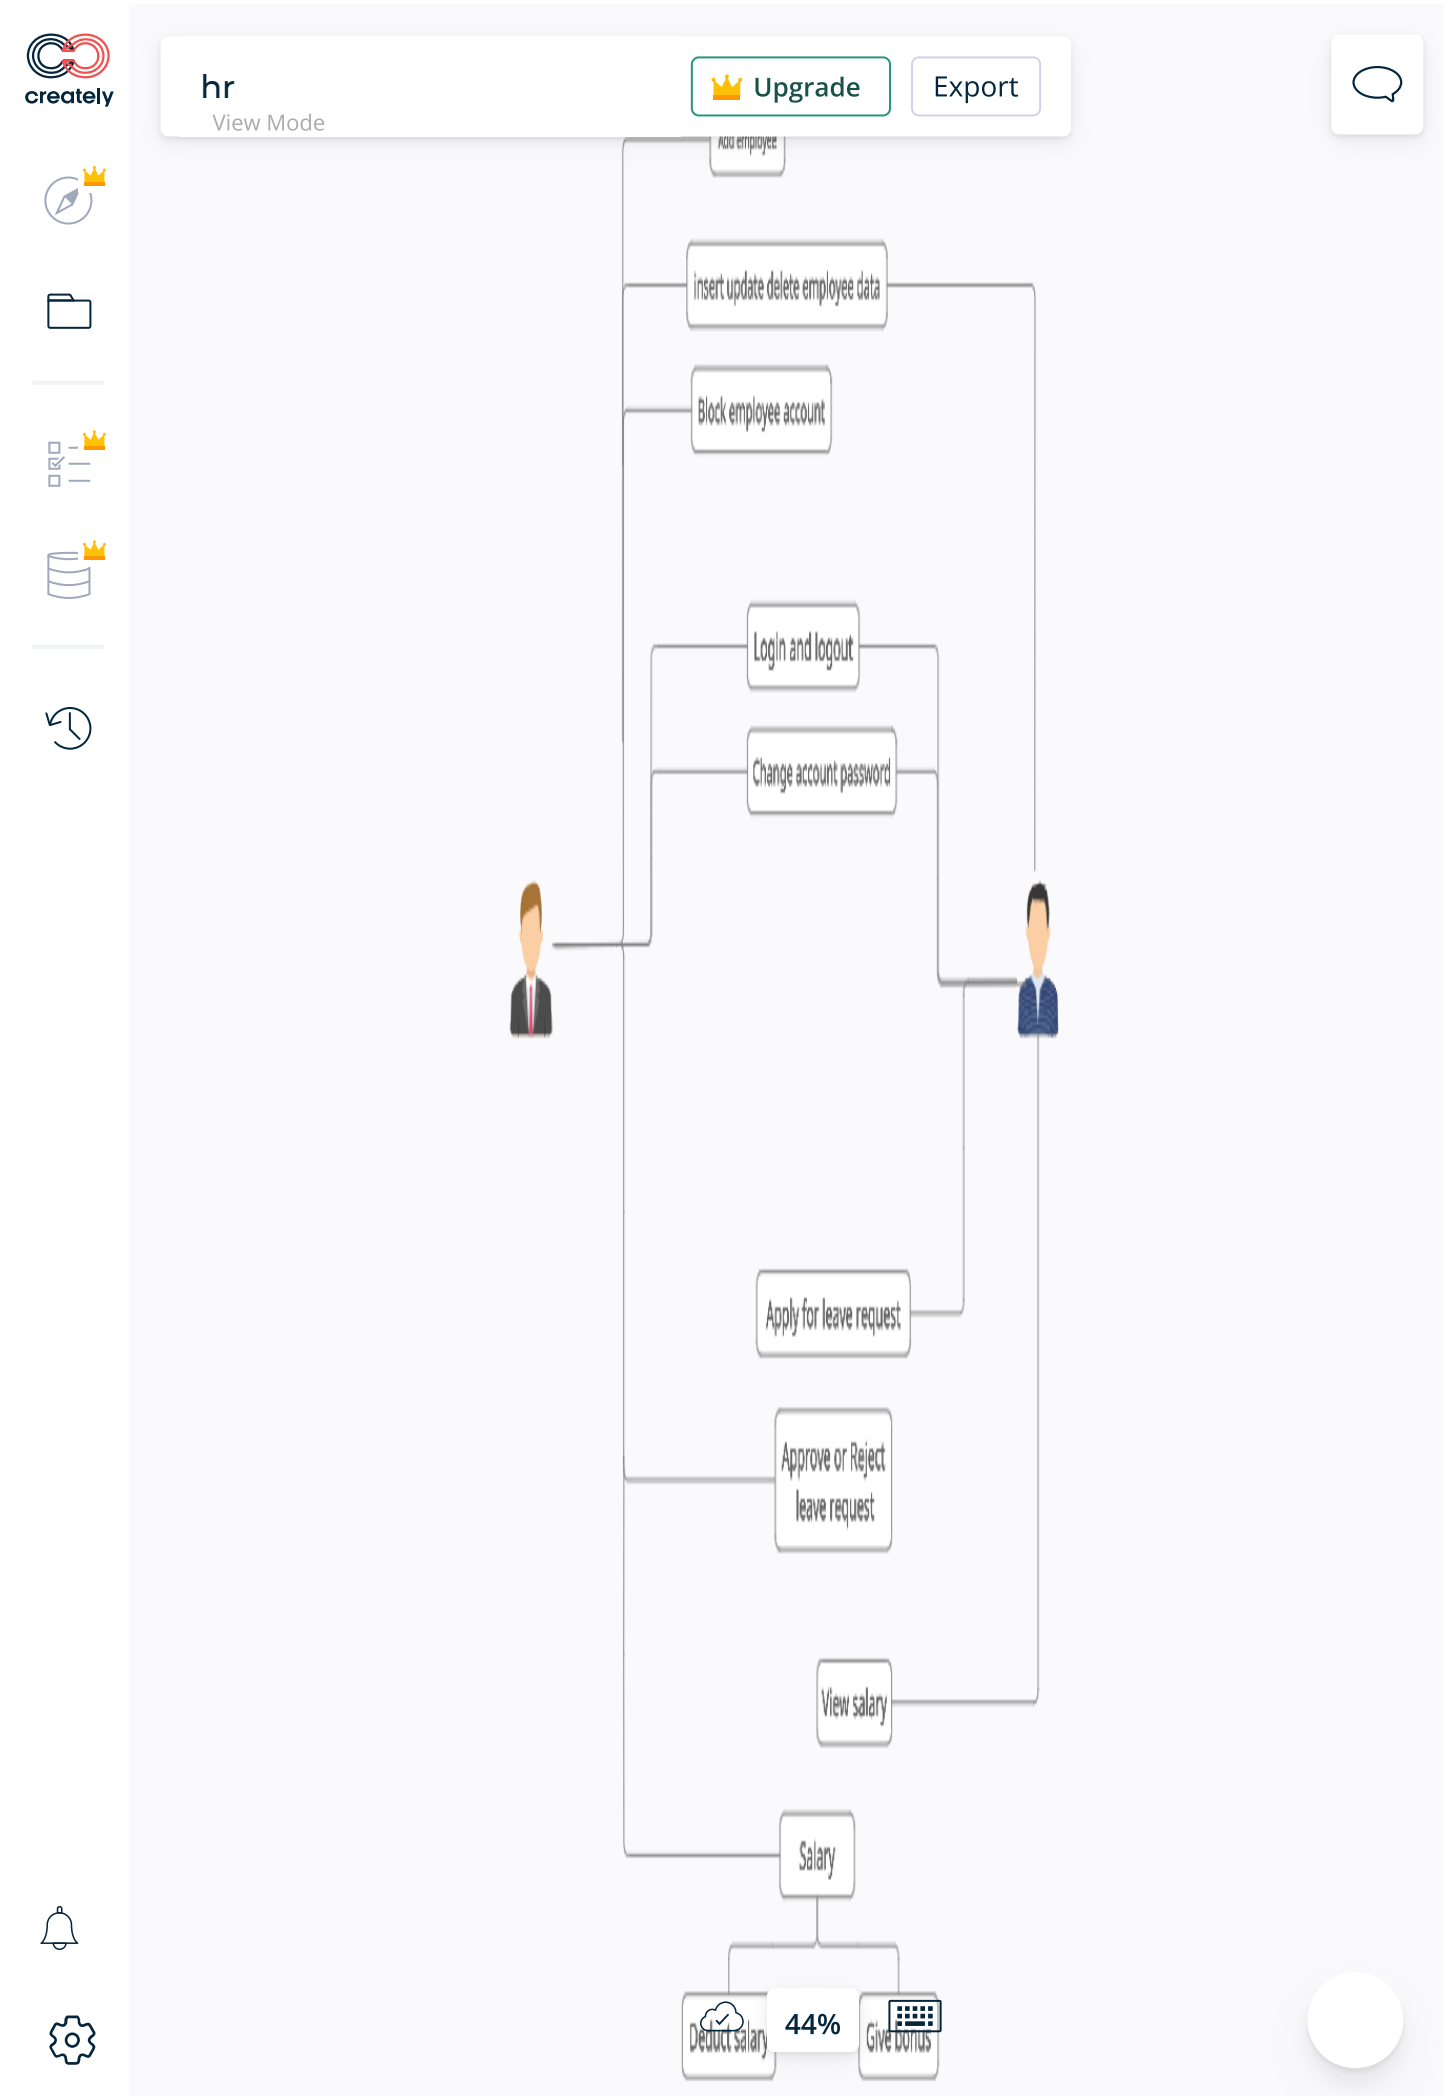 creately
hr
View Mode
Upgrade
Export
Add employee
insert update delete employee data
Block employee account
Login and logout
Change account password
Apply for leave request
Approve or Reject
leave request
View salary
Salary
Deduct salary
44%
Give bonus